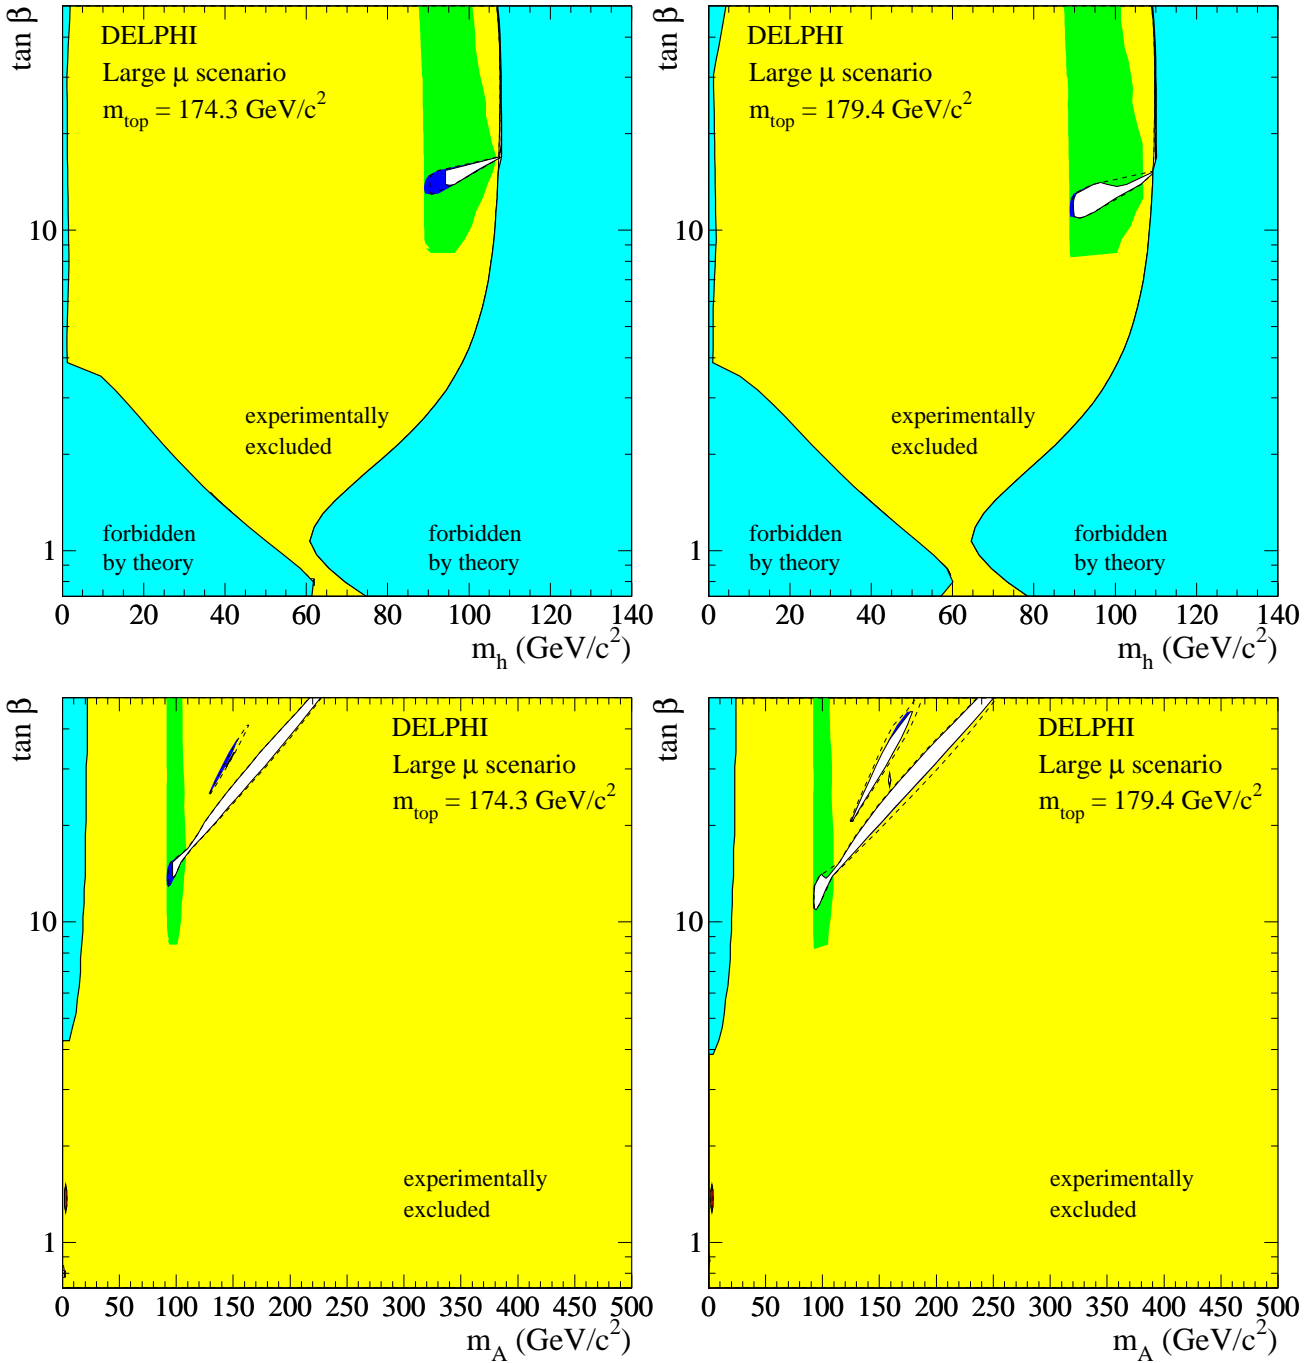 tan β
DELPHI
Large μ scenario
m_top = 174.3 GeV/c²
10
experimentally
excluded
forbidden
by theory
forbidden
by theory
1
0 20 40 60 80 100 120 140
m_h (GeV/c²)
tan β
DELPHI
Large μ scenario
m_top = 179.4 GeV/c²
10
experimentally
excluded
forbidden
by theory
forbidden
by theory
1
0 20 40 60 80 100 120 140
m_h (GeV/c²)
tan β
DELPHI
Large μ scenario
m_top = 174.3 GeV/c²
10
experimentally
excluded
1
0 50 100 150 200 250 300 350 400 450 500
m_A (GeV/c²)
tan β
DELPHI
Large μ scenario
m_top = 179.4 GeV/c²
10
experimentally
excluded
1
0 50 100 150 200 250 300 350 400 450 500
m_A (GeV/c²)